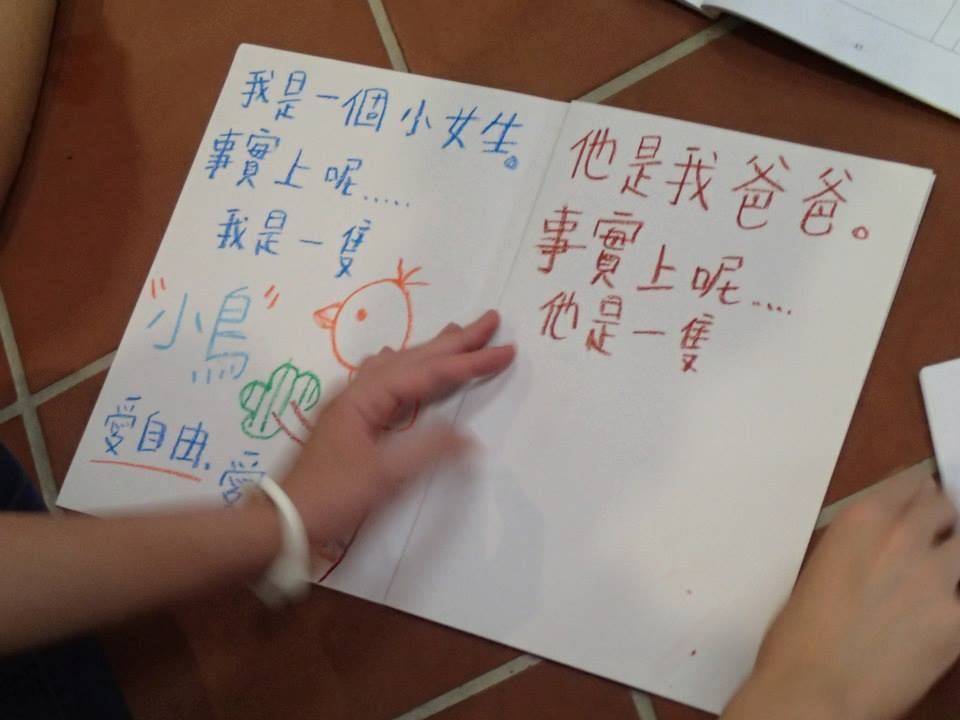 我是一個小女生。
事實上呢.....
我是一隻
"小鳥"
愛自由.愛
他是我爸爸。
事實上呢....
他是一隻